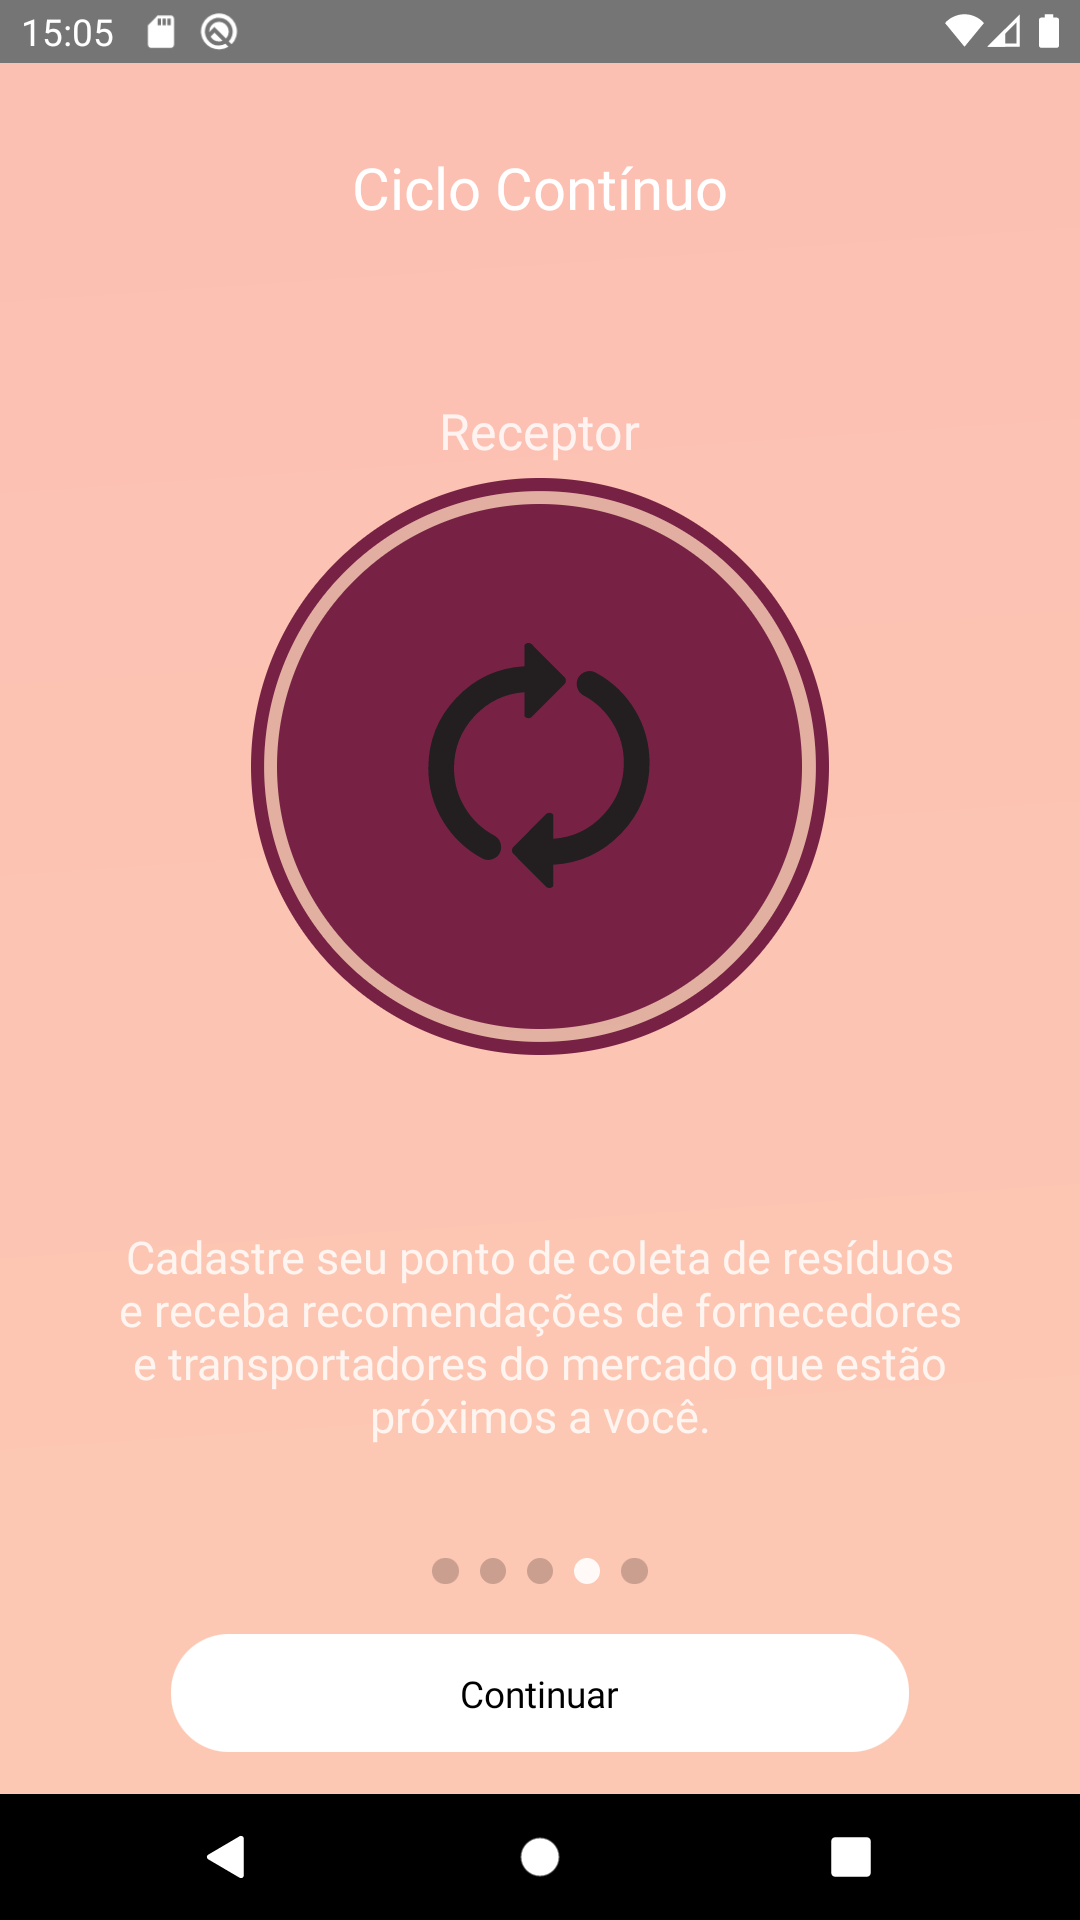 15:05
Ciclo Contínuo
Receptor
Cadastre seu ponto de coleta de resíduos
e receba recomendações de fornecedores
e transportadores do mercado que estão
próximos a você.
Continuar